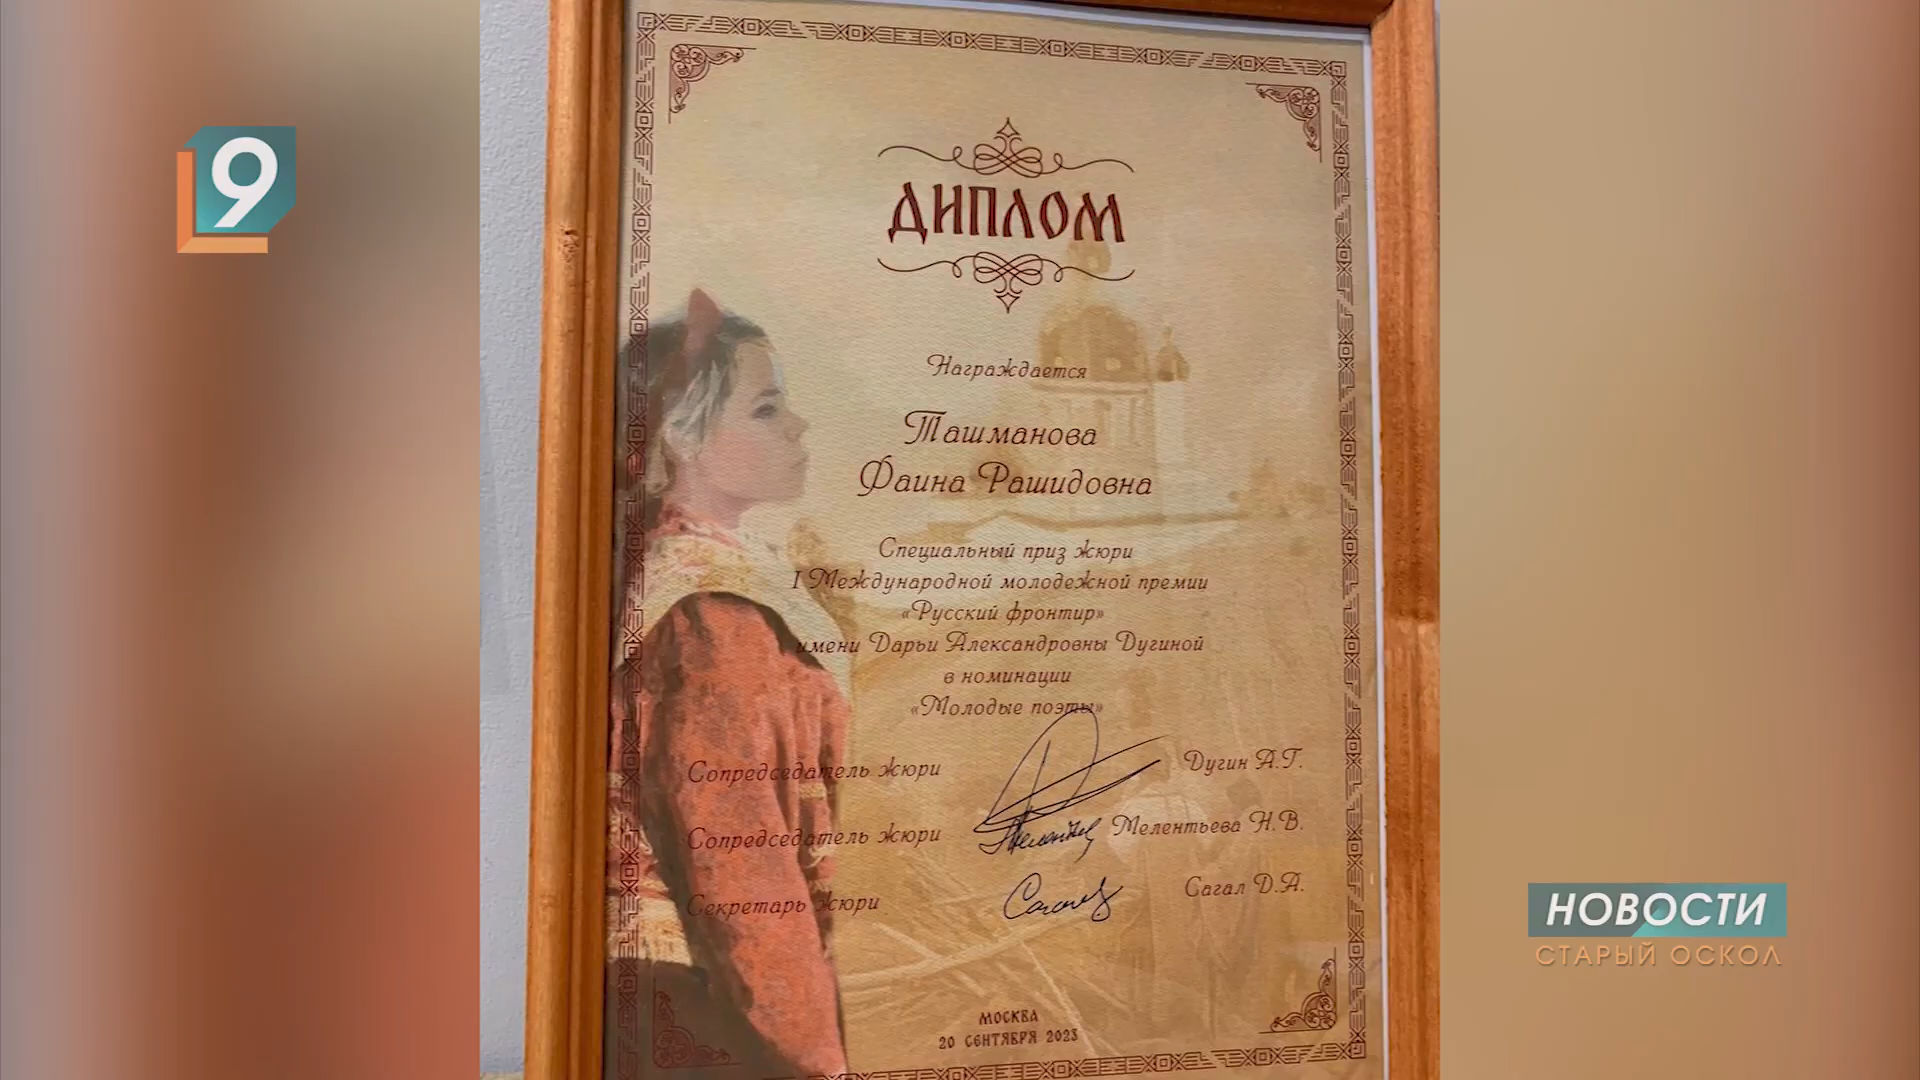 9
ДИПЛОМ
Награждается
Ташманова
Фаина Рашидовна
Специальный приз жюри
I Международной молодежной премии
«Русский фронтир»
имени Дарьи Александровны Дугиной
в номинации
«Молодые поэты»
Сопредседатель жюри Дугин А.Г.
Сопредседатель жюри Мелентьева Н.В.
Секретарь жюри Сагал Д.А.
МОСКВА
20 СЕНТЯБРЯ 2023
НОВОСТИ
СТАРЫЙ ОСКОЛ